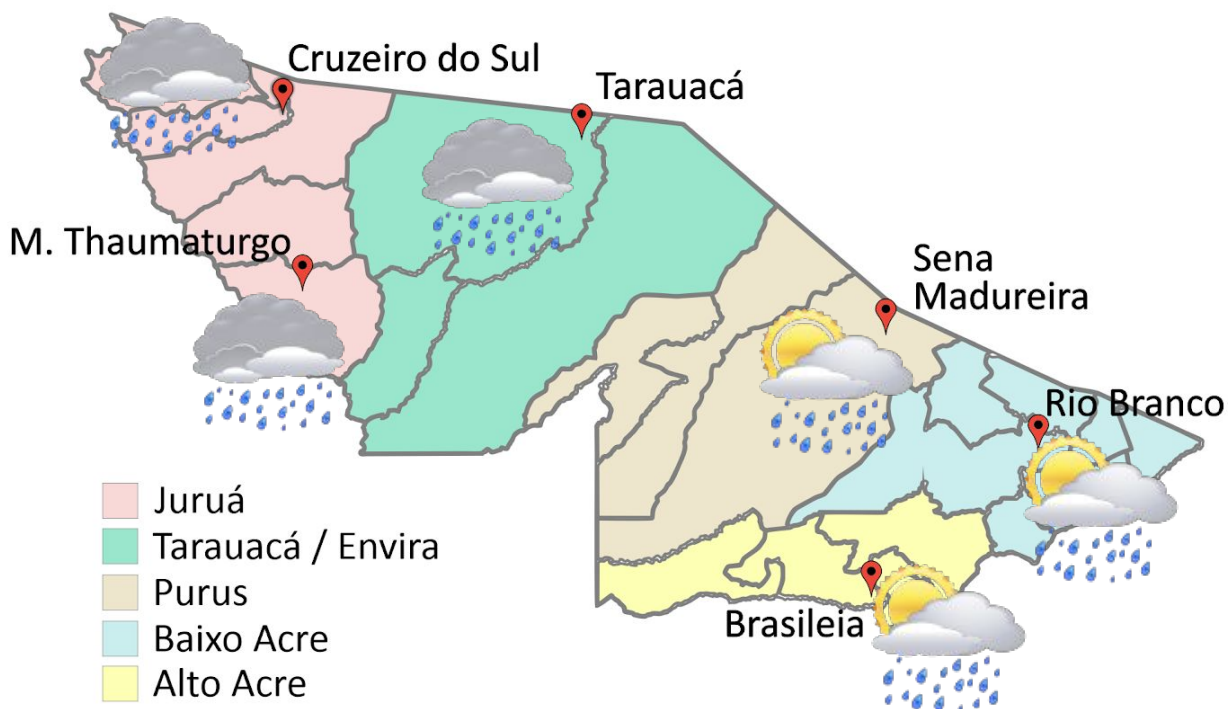 Cruzeiro do Sul
Tarauacá
M. Thaumaturgo
Sena
Madureira
Rio Branco
Brasileia
Juruá
Tarauacá / Envira
Purus
Baixo Acre
Alto Acre